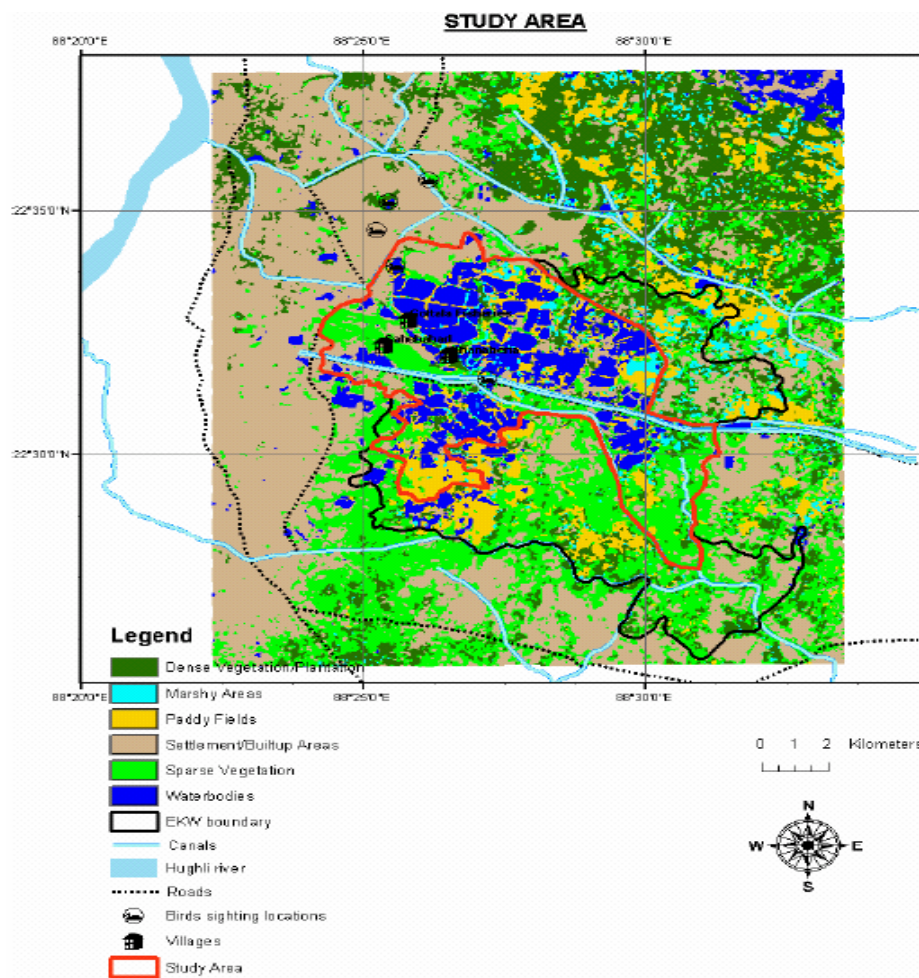 STUDY AREA
88°20'0"E 88°25'0"E 88°30'0"E
22°35'0"N
22°30'0"N
88°20'0"E 88°25'0"E 88°30'0"E
Legend
Dense Vegetation/Plantation
Marshy Areas
Paddy Fields
Settlement/Builtup Areas
Sparse Vegetation
Waterbodies
EKW boundary
Canals
Hughli river
Roads
Birds sighting locations
Villages
Study Area
0 1 2 Kilometers
N
W E
S